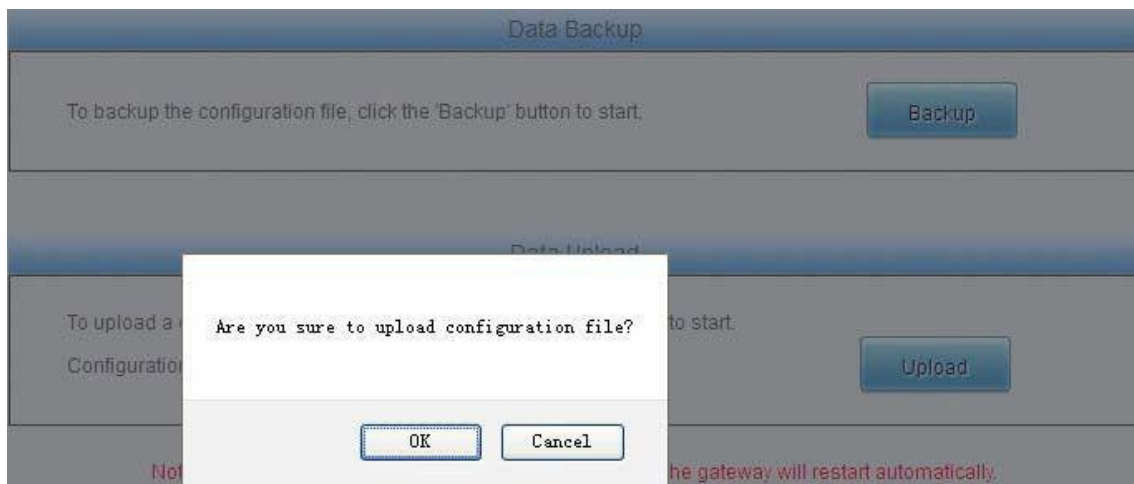 Data Backup
To backup the configuration file, click the 'Backup' button to start.
Backup
Data Upload
To upload a
to start.
Are you sure to upload configuration file?
Configuration
Upload
OK
Cancel
he gateway will restart automatically.